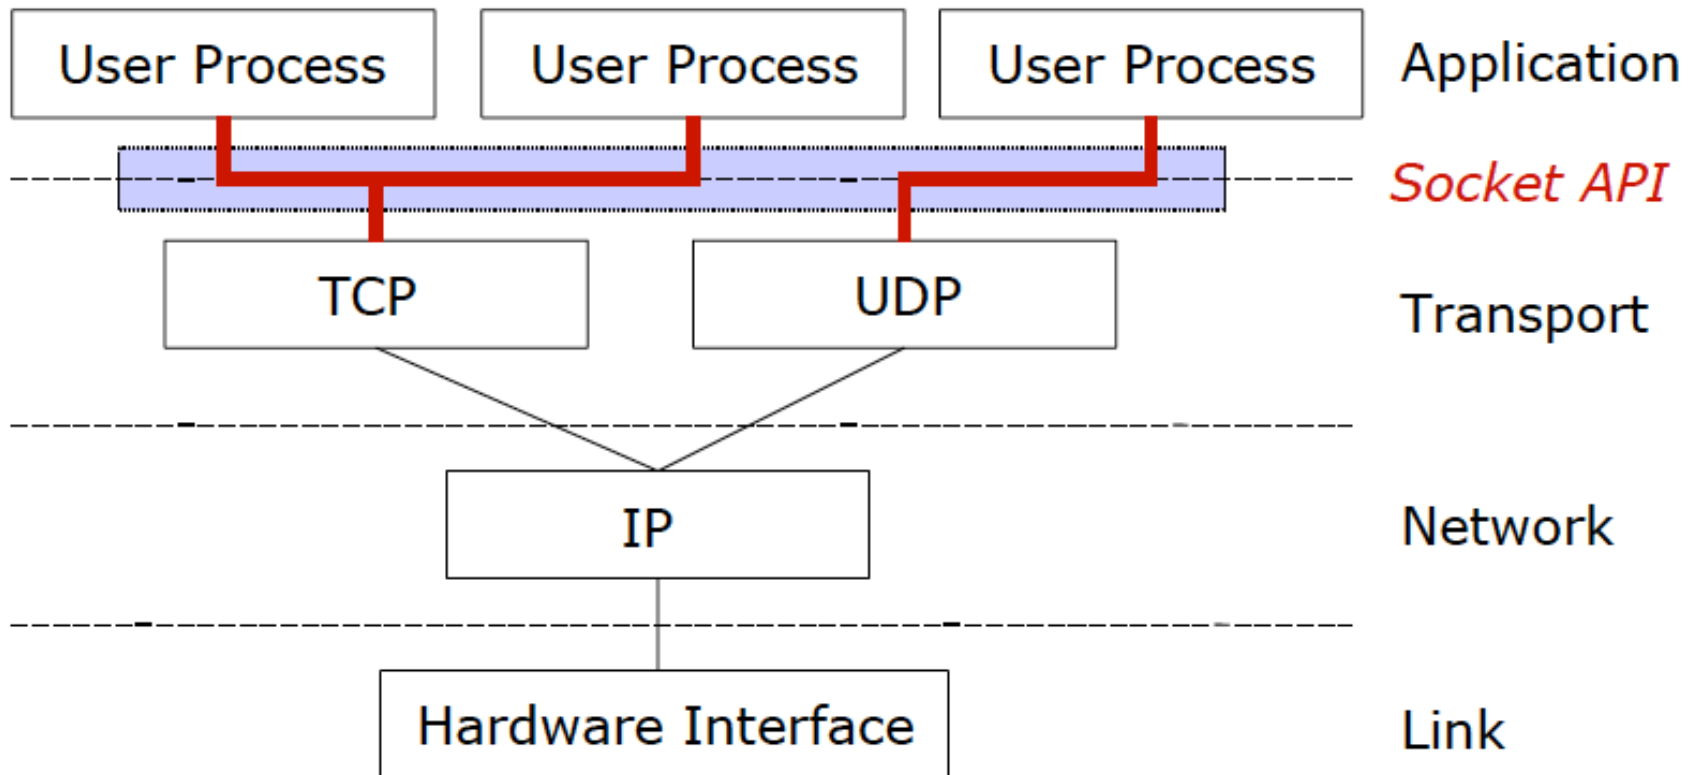 User Process
User Process
User Process
Application
Socket API
TCP
UDP
Transport
IP
Network
Hardware Interface
Link